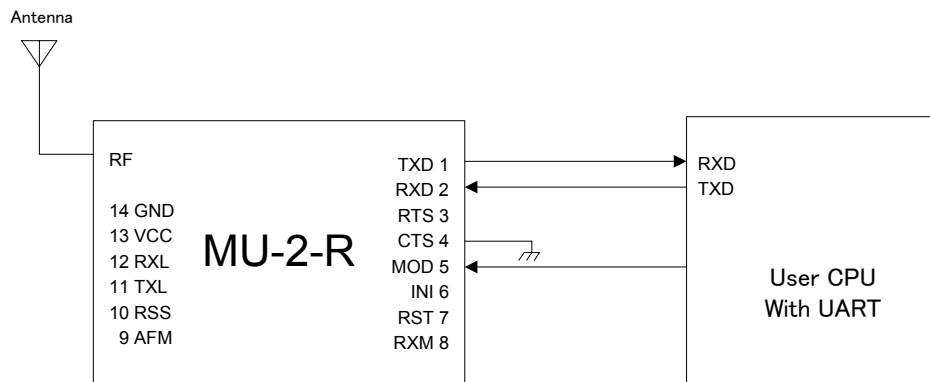 Antenna
RF
14 GND
13 VCC
12 RXL
11 TXL
10 RSS
9 AFM
MU-2-R
TXD 1
RXD 2
RTS 3
CTS 4
MOD 5
INI 6
RST 7
RXM 8
RXD
TXD
User CPU
With UART